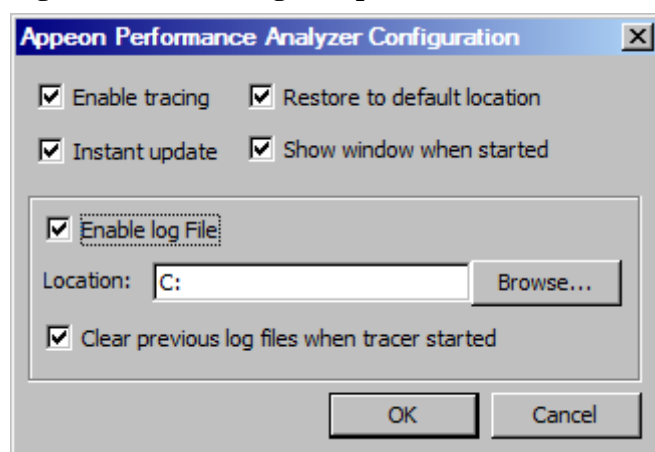 Appeon Performance Analyzer Configuration
Enable tracing Restore to default location
Instant update Show window when started
Enable log File
Location: C: Browse...
Clear previous log files when tracer started
OK Cancel